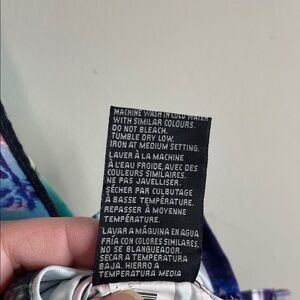 MACHINE WASH IN COLD WATER
WITH SIMILAR COLOURS.
DO NOT BLEACH.
TUMBLE DRY LOW.
IRON AT MEDIUM SETTING.
LAVER À LA MACHINE
À L'EAU FROIDE, AVEC DES
COULEURS SIMILAIRES.
NE PAS JAVELLISER.
SÉCHER PAR CULBUTAGE
À BASSE TEMPÉRATURE.
REPASSER À MOYENNE
TEMPÉRATURE.
LAVAR A MÁQUINA EN AGUA
FRÍA CON COLORES SIMILARES.
NO SE BLANQUEADOR.
SECAR A TEMPERATURA
BAJA. HIERRO A
TEMPERATURA MEDIA